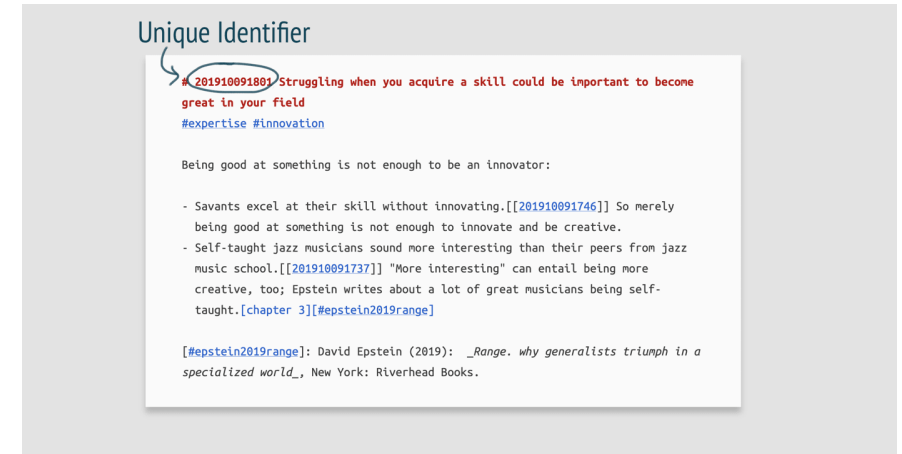 Unique Identifier
# 201910091801 Struggling when you acquire a skill could be important to become
great in your field
#expertise #innovation
Being good at something is not enough to be an innovator:
- Savants excel at their skill without innovating.[[201910091746]] So merely
being good at something is not enough to innovate and be creative.
- Self-taught jazz musicians sound more interesting than their peers from jazz
music school.[[201910091737]] "More interesting" can entail being more
creative, too; Epstein writes about a lot of great musicians being self-
taught.[chapter 3][#epstein2019range]
[#epstein2019range]: David Epstein (2019): _Range. why generalists triumph in a
specialized world_, New York: Riverhead Books.